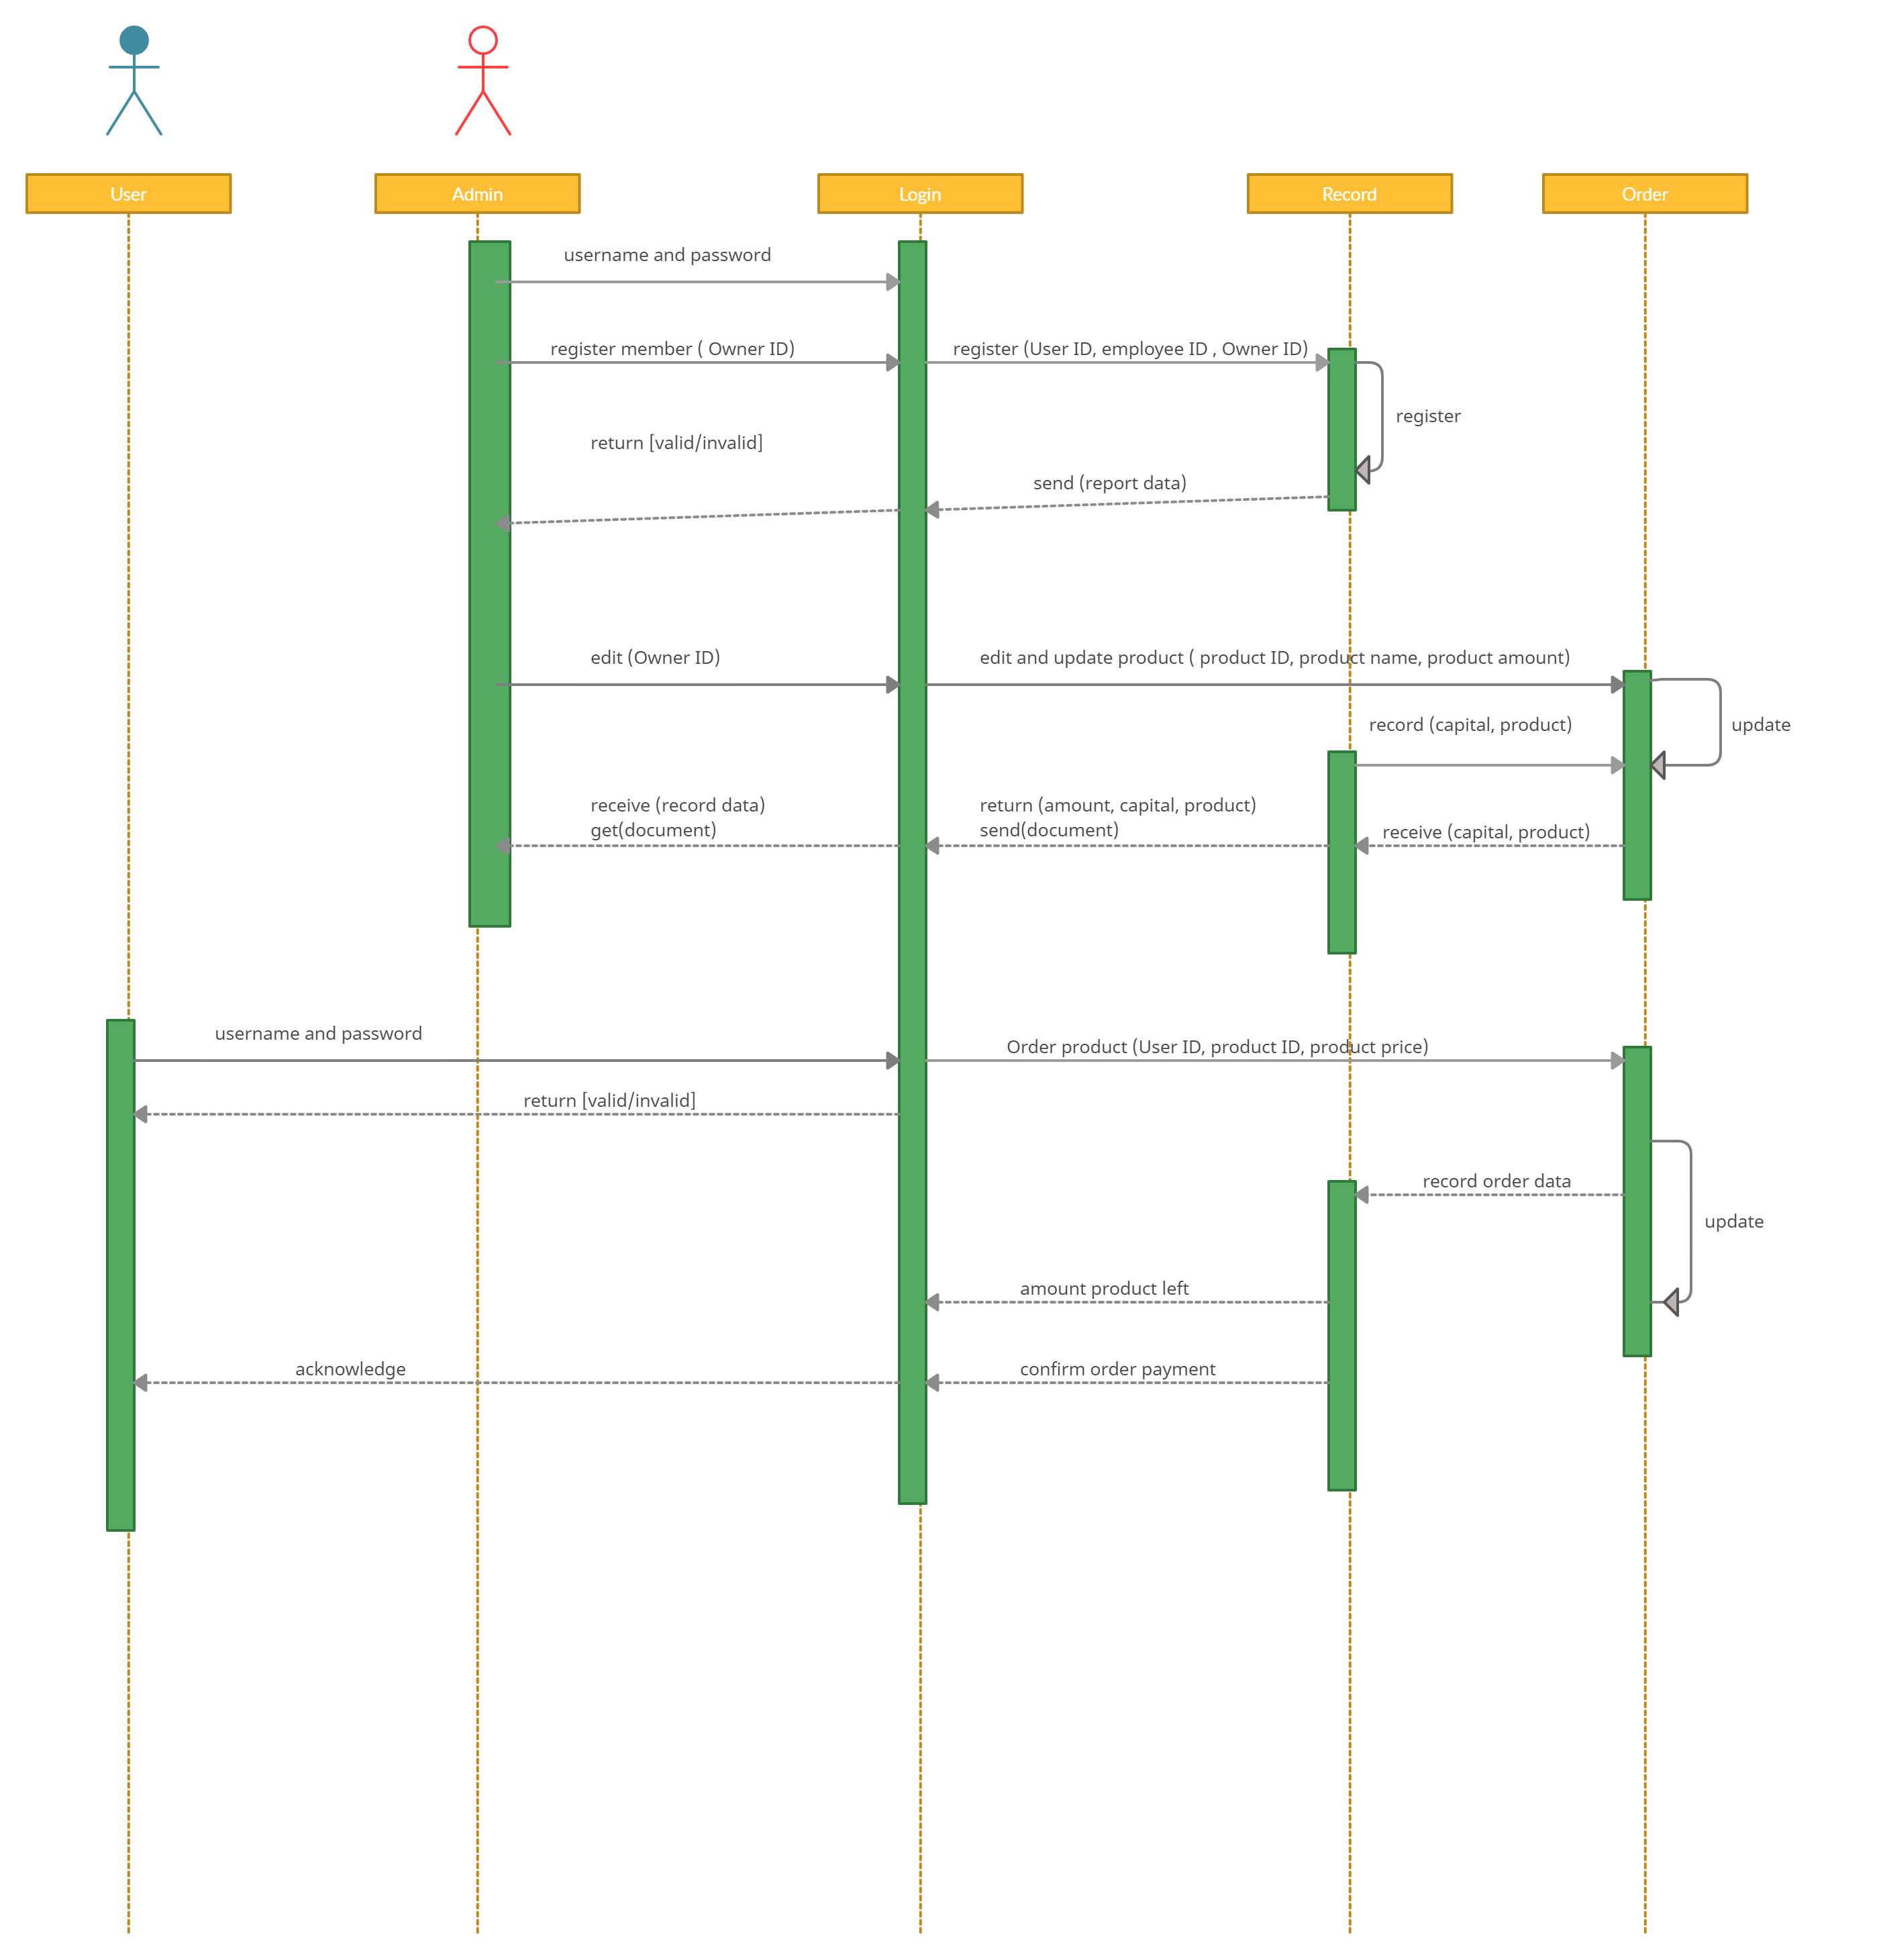 User
Admin
Login
Record
Order
username and password
register member ( Owner ID)
register (User ID, employee ID , Owner ID)
register
return [valid/invalid]
send (report data)
edit (Owner ID)
edit and update product ( product ID, product name, product amount)
record (capital, product)
update
receive (record data)
get(document)
return (amount, capital, product)
send(document)
receive (capital, product)
username and password
Order product (User ID, product ID, product price)
return [valid/invalid]
record order data
update
amount product left
acknowledge
confirm order payment